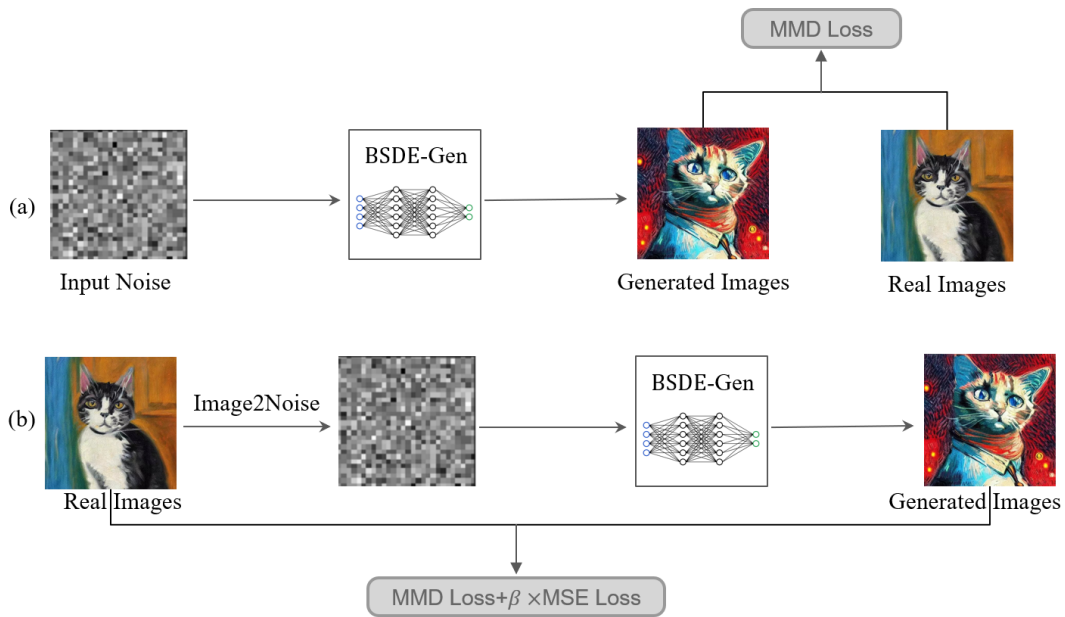 MMD Loss
(a)
BSDE-Gen
Input Noise
Generated Images
Real Images
(b)
Image2Noise
BSDE-Gen
Real Images
Generated Images
MMD Loss+β ×MSE Loss